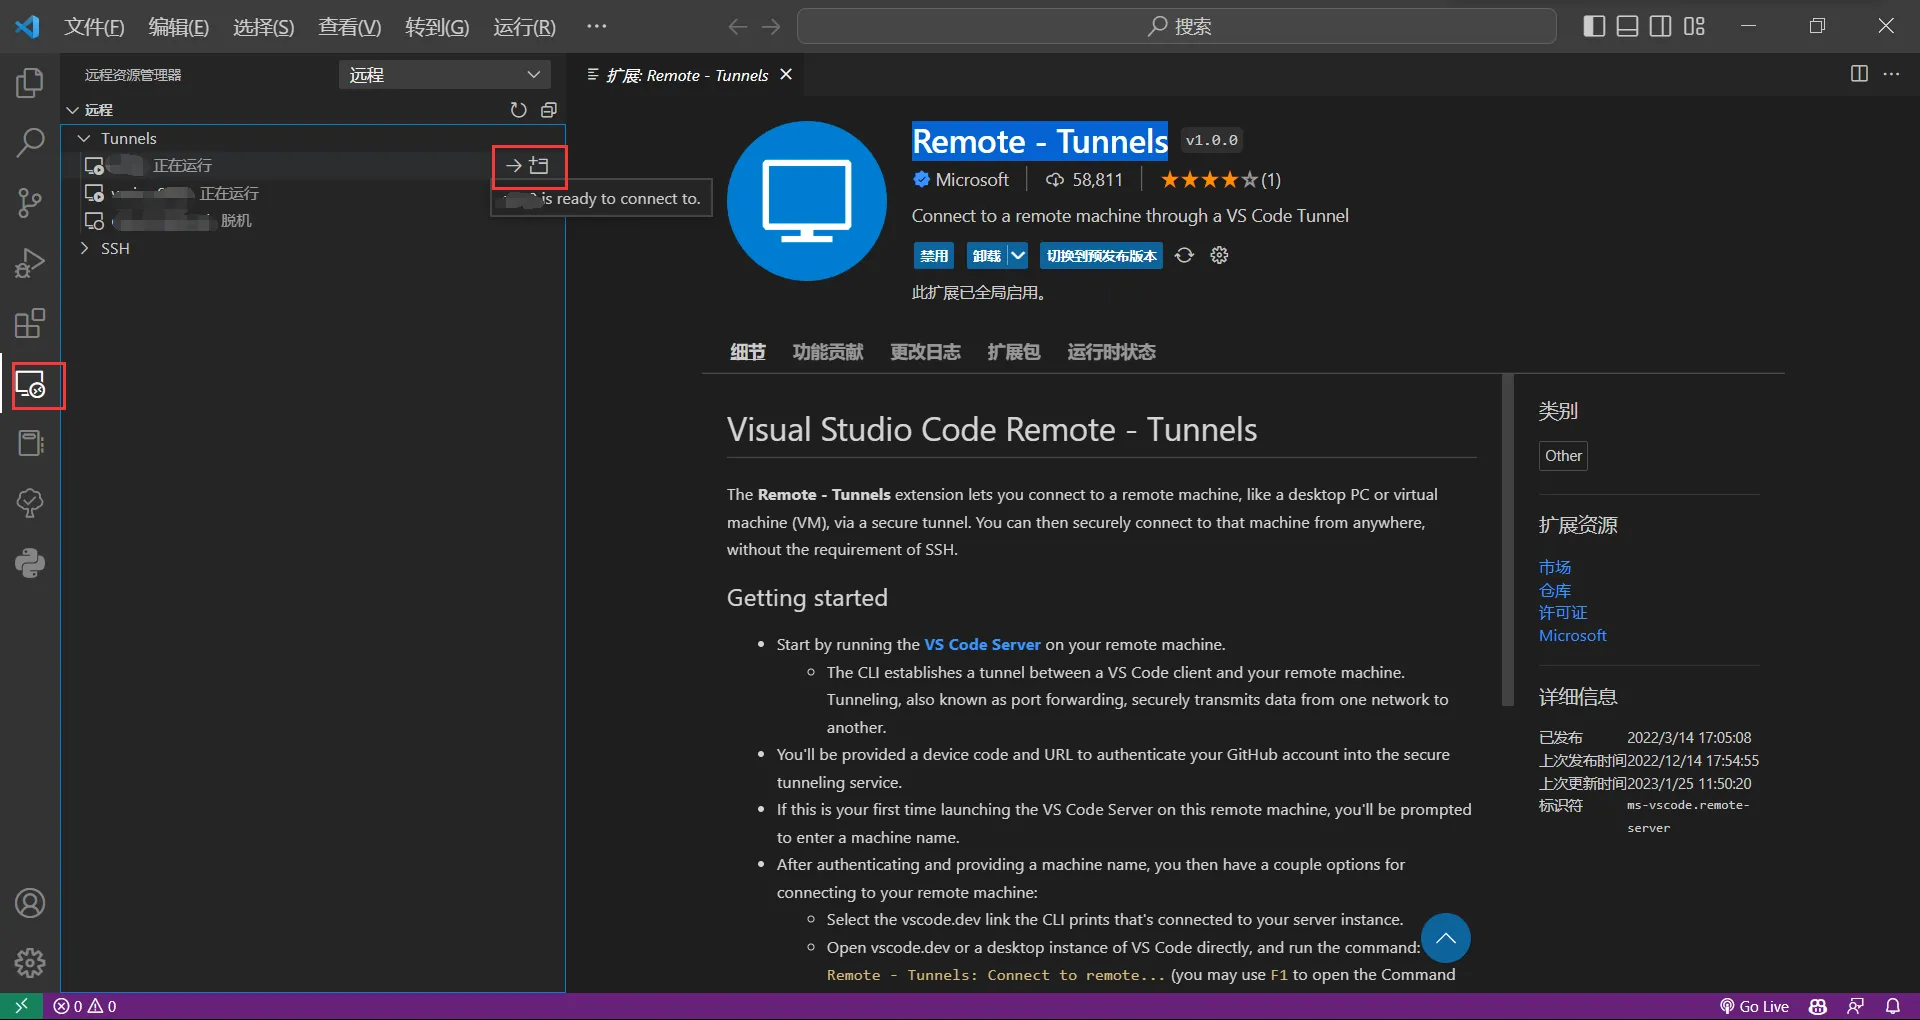 文件(F) 编辑(E) 选择(S) 查看(V) 转到(G) 运行(R) ···
搜索
远程资源管理器
远程
扩展: Remote - Tunnels
远程
Tunnels
正在运行
正在运行
脱机
SSH
is ready to connect to.
Remote - Tunnels
v1.0.0
Microsoft
58,811
(1)
Connect to a remote machine through a VS Code Tunnel
禁用
卸载
切换到预发布版本
此扩展已全局启用。
细节 功能贡献 更改日志 扩展包 运行时状态
Visual Studio Code Remote - Tunnels
The Remote - Tunnels extension lets you connect to a remote machine, like a desktop PC or virtual
machine (VM), via a secure tunnel. You can then securely connect to that machine from anywhere,
without the requirement of SSH.
Getting started
Start by running the VS Code Server on your remote machine.
The CLI establishes a tunnel between a VS Code client and your remote machine.
Tunneling, also known as port forwarding, securely transmits data from one network to
another.
You'll be provided a device code and URL to authenticate your GitHub account into the secure
tunneling service.
If this is your first time launching the VS Code Server on this remote machine, you'll be prompted
to enter a machine name.
After authenticating and providing a machine name, you then have a couple options for
connecting to your remote machine:
Select the vscode.dev link the CLI prints that's connected to your server instance.
Open vscode.dev or a desktop instance of VS Code directly, and run the command:
Remote - Tunnels: Connect to remote... (you may use F1 to open the Command
类别
Other
扩展资源
市场
仓库
许可证
Microsoft
详细信息
已发布 2022/3/14 17:05:08
上次发布时间 2022/12/14 17:54:55
上次更新时间 2023/1/25 11:50:20
标识符 ms-vscode.remote-
server
0 0
Go Live